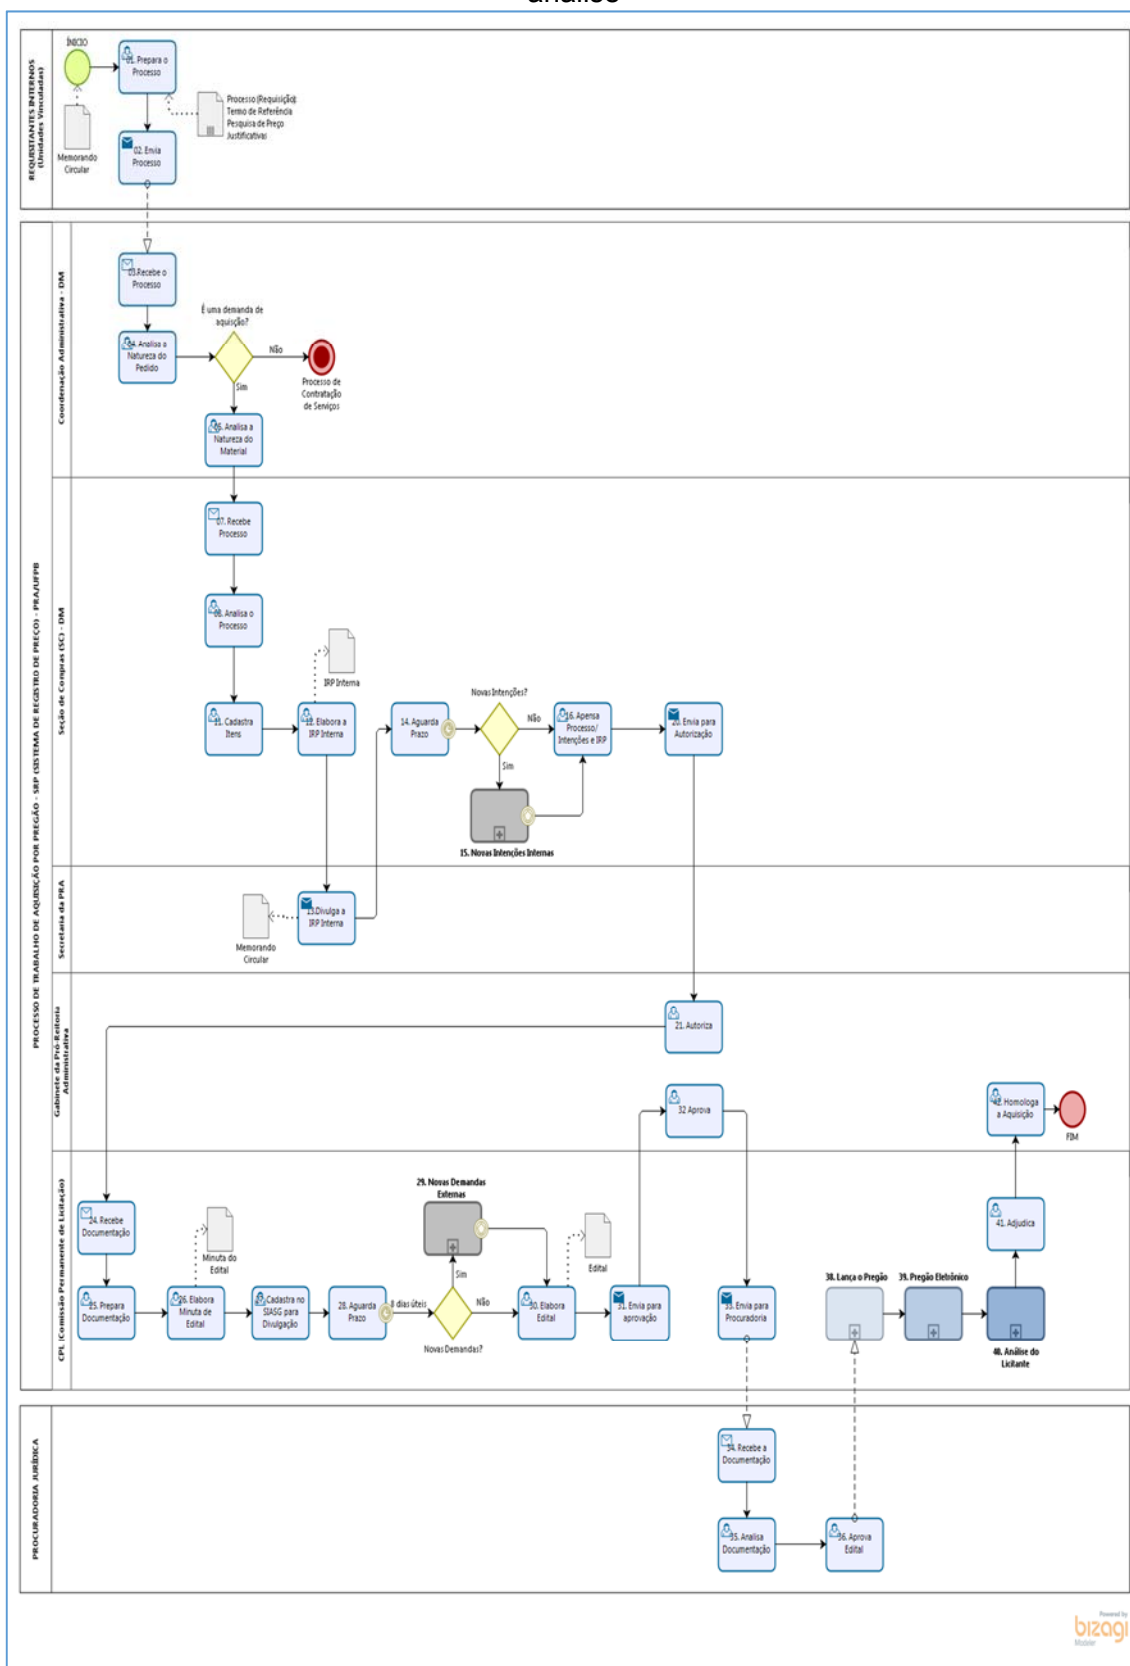 análise
REQUISITANTES INTERNOS
(Unidades Vinculadas)
ÍNICIO
Memorando
Circular
01. Prepara o
Processo
Processo (Requisição)
Termo de Referência
Pesquisa de Preço
Justificativas
02. Envia
Processo
PROCESSO DE TRABALHO DE AQUISIÇÃO POR PREGÃO - SRP (SISTEMA DE REGISTRO DE PREÇO) - PRA/UFPB
Coordenação Administrativa - DM
03.Recebe o
Processo
04. Analisa a
Natureza do
Pedido
É uma demanda de
aquisção?
Não
Sim
Processo de
Contratação
de Serviços
05. Analisa a
Natureza do
Material
Seção de Compras (SC) - DM
07. Recebe
Processo
08. Analisa o
Processo
11. Cadastra
Itens
12. Elabora a
IRP Interna
IRP Interna
14. Aguarda
Prazo
Novas Intenções?
Não
Sim
15. Novas Intenções Internas
16. Apensa
Processo/
Intenções e IRP
20. Envia para
Autorização
Secretaria da PRA
13.Divulga a
IRP Interna
Memorando
Circular
Gabinete da Pró-Reitoria
Administrativa
21. Autoriza
32 Aprova
42. Homologa
a Aquisição
FIM
CPL (Comissão Permanente de Licitação)
24. Recebe
Documentação
25. Prepara
Documentação
26. Elabora
Minuta de
Edital
Minuta do
Edital
27. Cadastra no
SIASG para
Divulgação
28. Aguarda
Prazo
8 dias úteis
Novas Demandas?
Sim
Não
29. Novas Demandas
Externas
30. Elabora
Edital
Edital
31. Envia para
aprovação
33. Envia para
Procuradoria
38. Lança o Pregão
39. Pregão Eletrônico
40. Análise do
Licitante
41. Adjudica
PROCURADORIA JURÍDICA
34. Recebe a
Documentação
35. Analisa
Documentação
36. Aprova
Edital
Powered by
bizagi
Modeler